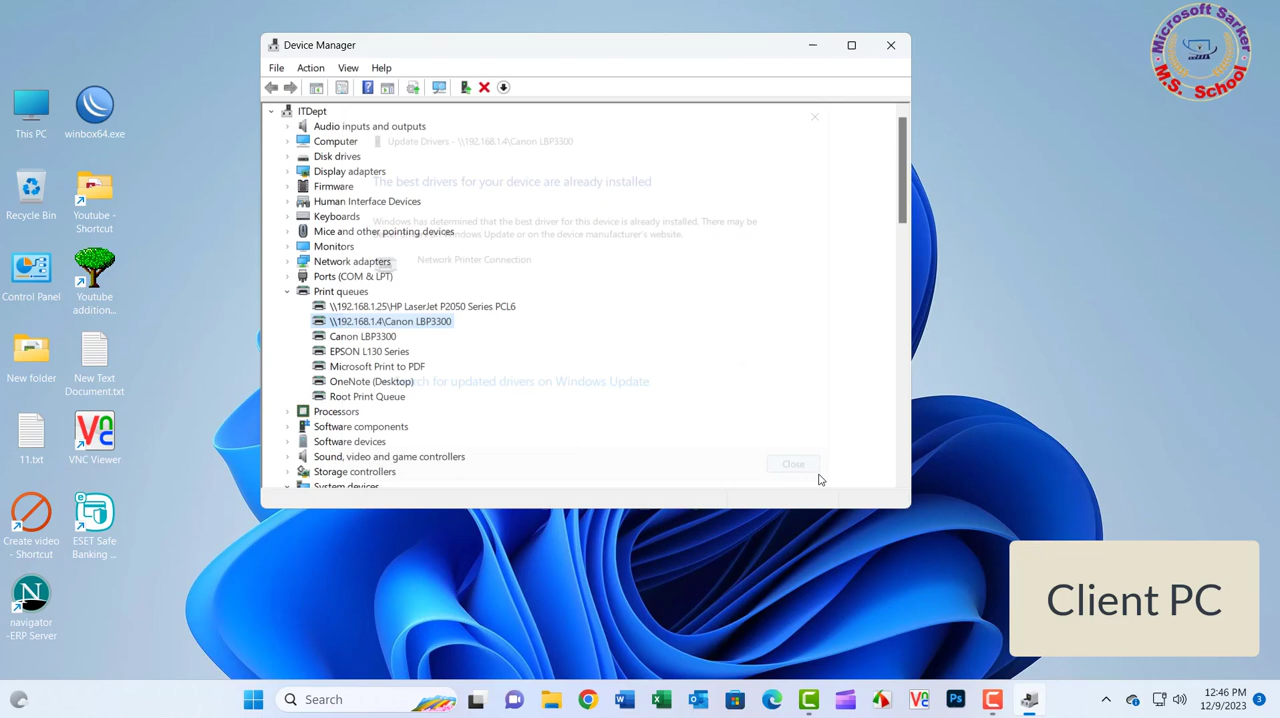 Microsoft Sarker
M.S. School
Device Manager
File Action View Help
ITDept
Audio inputs and outputs
Computer
Update Drivers - \\192.168.1.4\Canon LBP3300
Disk drives
Display adapters
The best drivers for your device are already installed
Firmware
Human Interface Devices
Keyboards
Windows has determined that the best driver for this device is already installed. There may be
Mice and other pointing devices
Windows Update or on the device manufacturer's website.
Monitors
Network adapters
Network Printer Connection
Ports (COM & LPT)
Print queues
\\192.168.1.25\HP LaserJet P2050 Series PCL6
\\192.168.1.4\Canon LBP3300
Canon LBP3300
EPSON L130 Series
Microsoft Print to PDF
OneNote (Desktop)
Search for updated drivers on Windows Update
Root Print Queue
Processors
Software components
Software devices
Sound, video and game controllers
Close
Storage controllers
System devices
This PC
winbox64.exe
Recycle Bin
Youtube -
Shortcut
Control Panel
Youtube
addition...
New folder
New Text
Document.txt
11.txt
VNC Viewer
Create video
- Shortcut
ESET Safe
Banking ...
navigator
-ERP Server
Client PC
Search
12:46 PM
12/9/2023
3